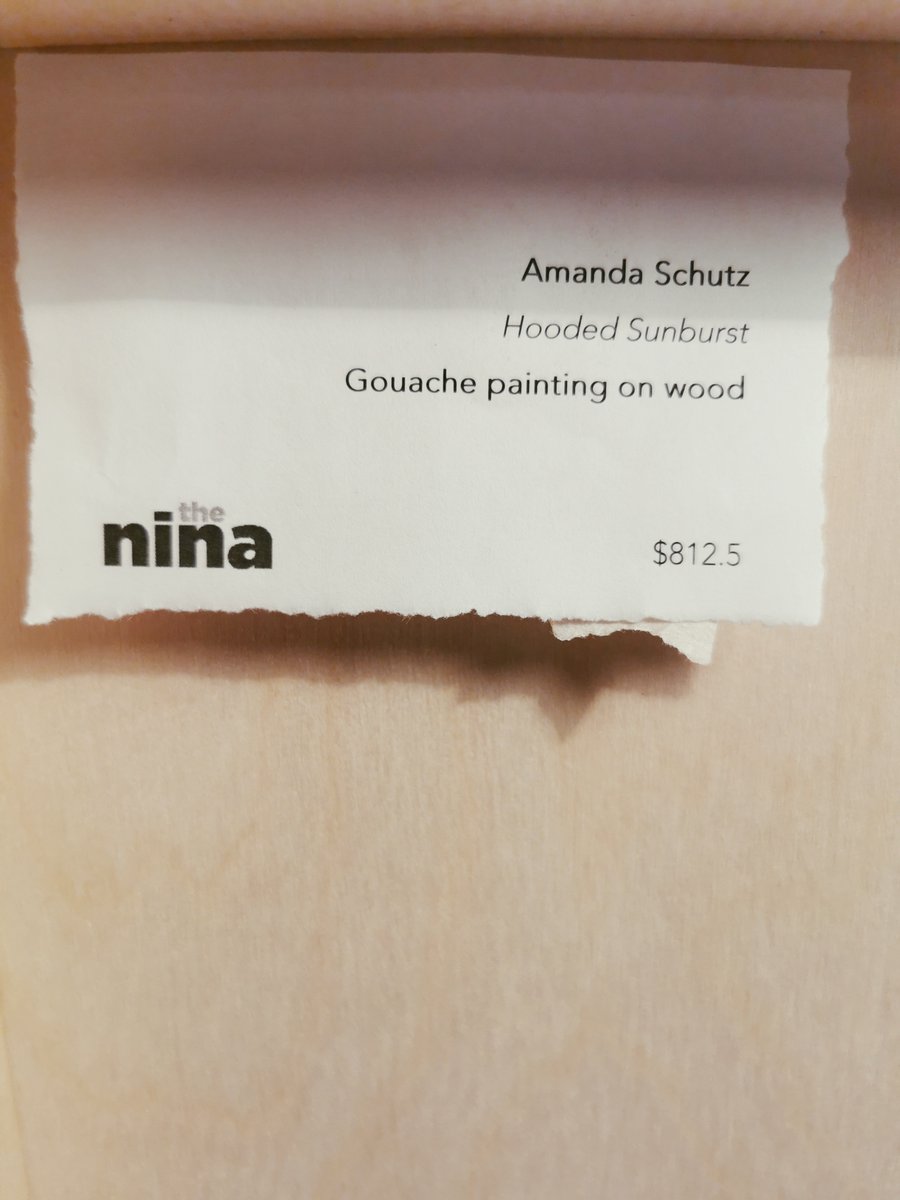 Amanda Schutz
Hooded Sunburst
Gouache painting on wood
the
nina
$812.5